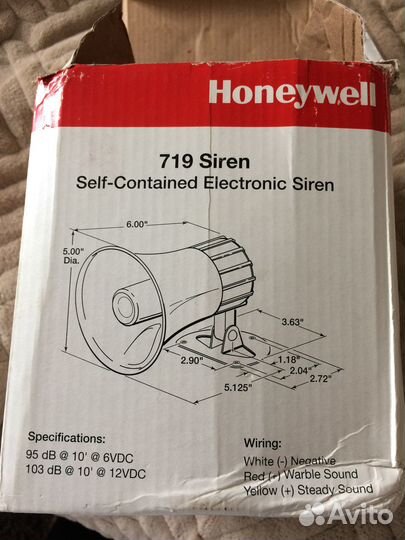 Honeywell
719 Siren
Self-Contained Electronic Siren
6.00"
5.00"
Dia.
3.63"
2.90"
1.18"
2.04"
5.125"
2.72"
Specifications:
95 dB @ 10' @ 6VDC
103 dB @ 10' @ 12VDC
Wiring:
White (-) Negative
Red (+) Warble Sound
Yellow (+) Steady Sound
Avito